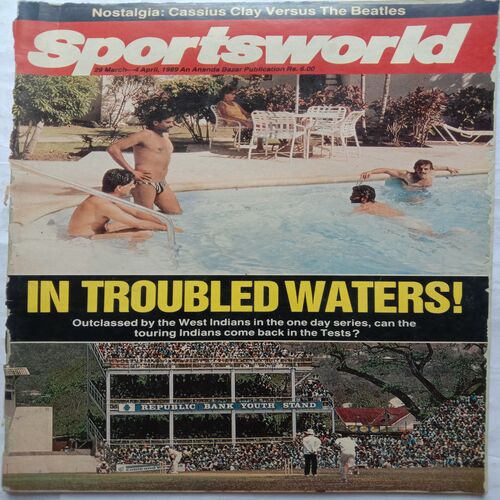 Nostalgia: Cassius Clay Versus The Beatles
Sportsworld
29 March—4 April, 1989 An Ananda Bazar Publication Rs. 6.00
IN TROUBLED WATERS!
Outclassed by the West Indians in the one day series, can the
touring Indians come back in the Tests?
REPUBLIC BANK YOUTH STAND